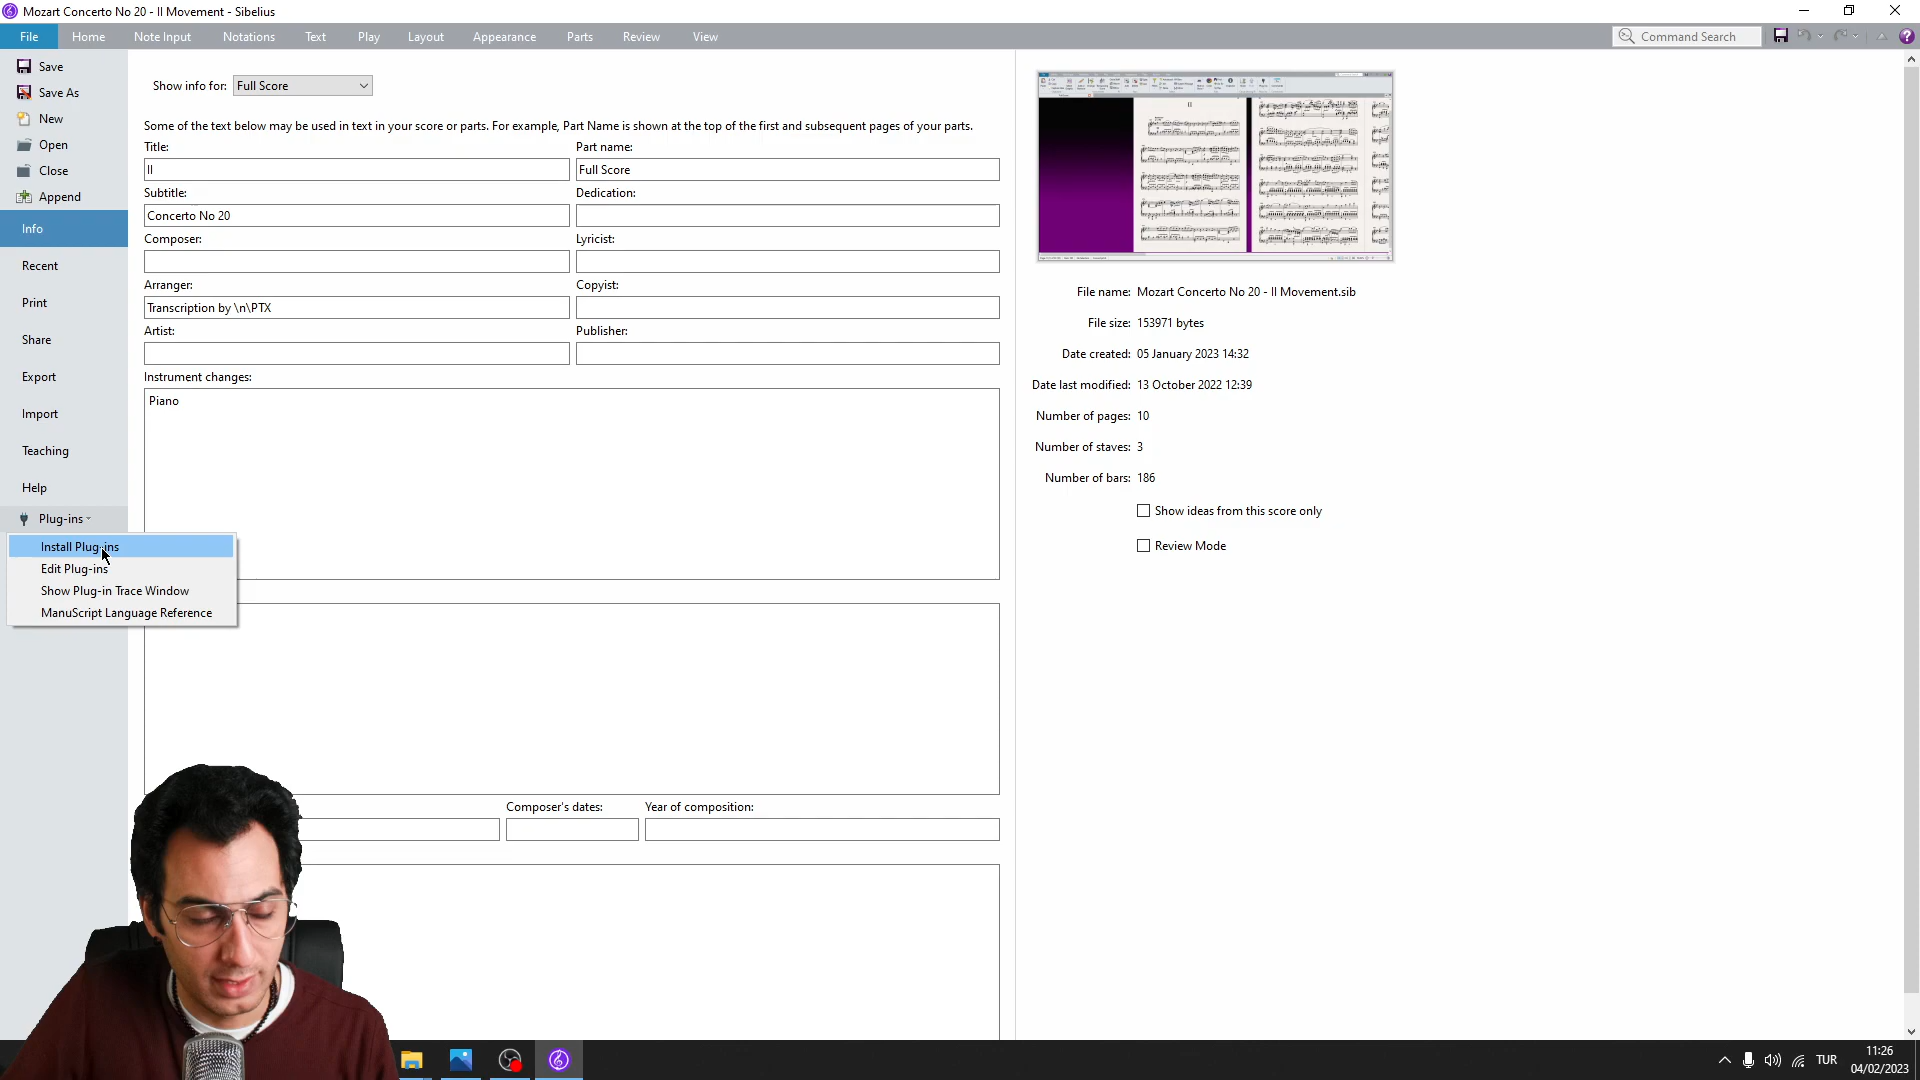 Mozart Concerto No 20 - II Movement - Sibelius
File Home Note Input Notations Text Play Layout Appearance Parts Review View Command Search
Save
Save As
New
Open
Close
Append
Info
Recent
Print
Share
Export
Import
Teaching
Help
Plug-ins
Install Plug-ins
Edit Plug-ins
Show Plug-in Trace Window
ManuScript Language Reference
Show info for: Full Score
Some of the text below may be used in text in your score or parts. For example, Part Name is shown at the top of the first and subsequent pages of your parts.
Title: Part name:
II Full Score
Subtitle: Dedication:
Concerto No 20
Composer: Lyricist:
Arranger: Copyist:
Transcription by \n\PTX
Artist: Publisher:
Instrument changes:
Piano
Composer's dates: Year of composition:
II
File name: Mozart Concerto No 20 - II Movement.sib
File size: 153971 bytes
Date created: 05 January 2023 14:32
Date last modified: 13 October 2022 12:39
Number of pages: 10
Number of staves: 3
Number of bars: 186
Show ideas from this score only
Review Mode
TUR
11:26
04/02/2023